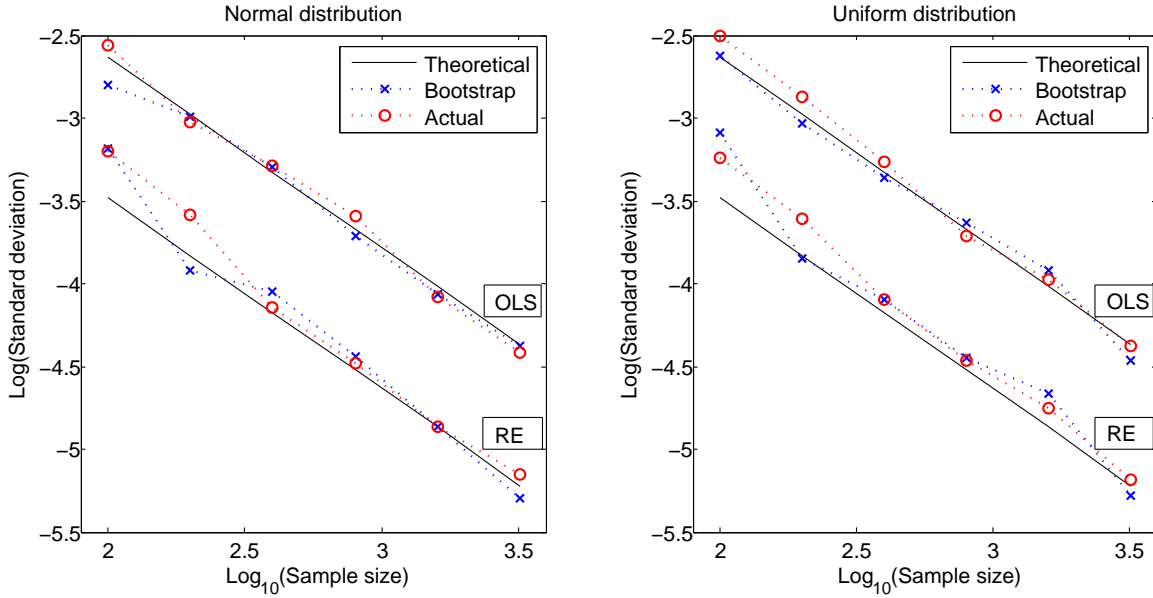 Normal distribution
−2.5
−3
−3.5
−4
−4.5
−5
−5.5
2
2.5
3
3.5
Log(Standard deviation)
Log10(Sample size)
Theoretical
Bootstrap
Actual
OLS
RE
Uniform distribution
−2.5
−3
−3.5
−4
−4.5
−5
−5.5
2
2.5
3
3.5
Log(Standard deviation)
Log10(Sample size)
Theoretical
Bootstrap
Actual
OLS
RE